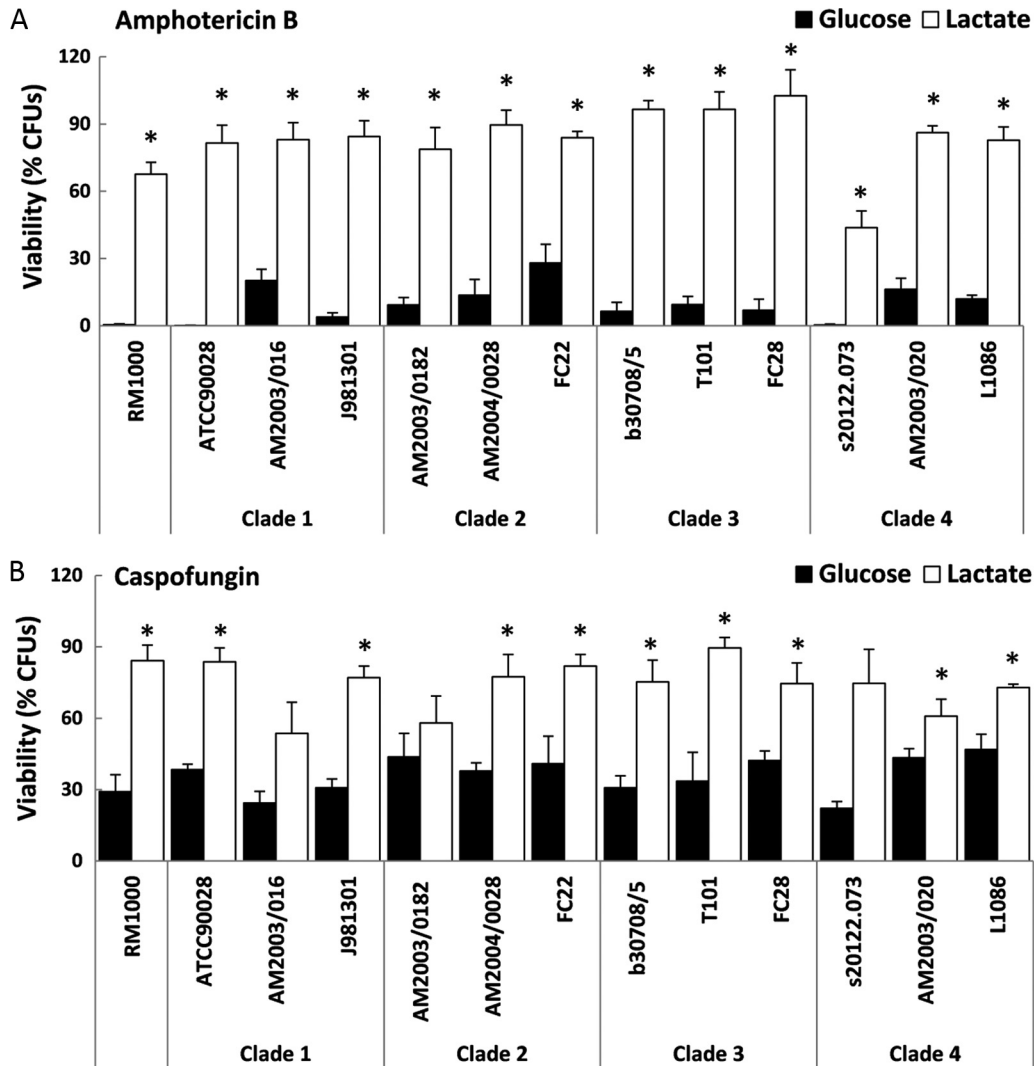 A
Amphotericin B
Glucose Lactate
Viability (% CFUs)
120
90
60
30
0
* * * * * * * * * * * * *
RM1000
ATCC90028
AM2003/016
J981301
AM2003/0182
AM2004/0028
FC22
b30708/5
T101
FC28
s20122.073
AM2003/020
L1086
Clade 1 Clade 2 Clade 3 Clade 4
B
Caspofungin
Glucose Lactate
Viability (% CFUs)
120
90
60
30
0
* * * * * * * * * *
RM1000
ATCC90028
AM2003/016
J981301
AM2003/0182
AM2004/0028
FC22
b30708/5
T101
FC28
s20122.073
AM2003/020
L1086
Clade 1 Clade 2 Clade 3 Clade 4